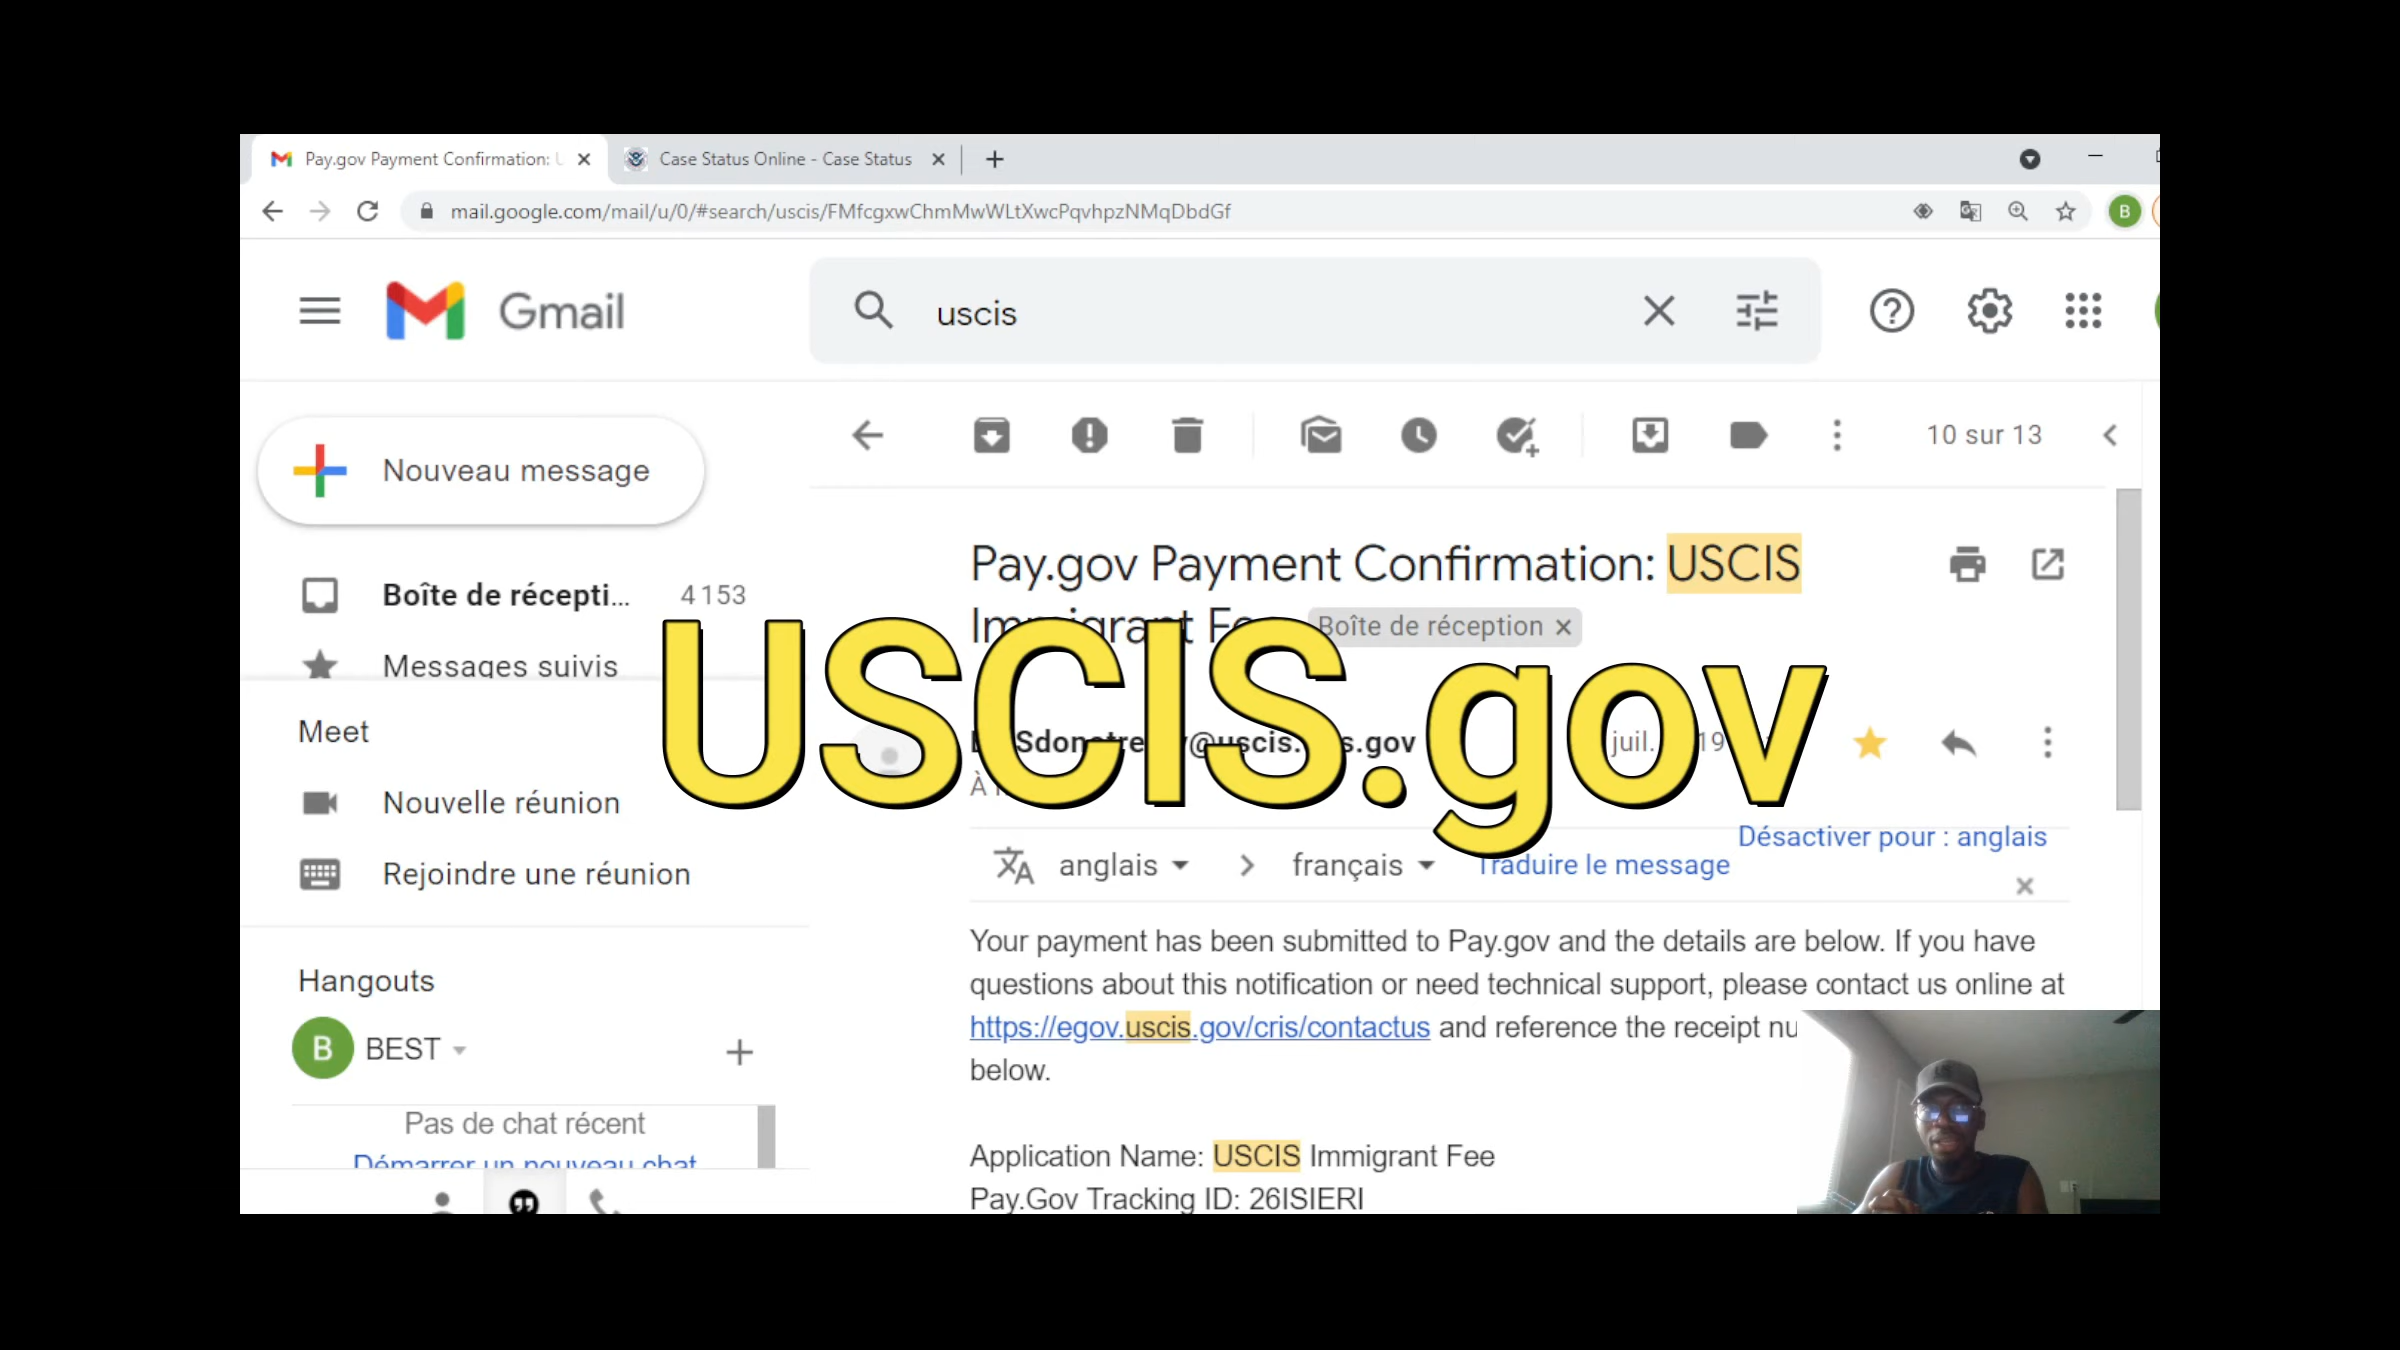 Pay.gov Payment Confirmation:
Case Status Online - Case Status
mail.google.com/mail/u/0/#search/uscis/FMfcgxwChmMwWLtXwcPqvhpzNMqDbdGf
B
Gmail
uscis
Nouveau message
10 sur 13
Boîte de récepti... 4 153
Messages suivis
Pay.gov Payment Confirmation: USCIS
Immigrant
Boîte de réception
USCIS.gov
Meet
Nouvelle réunion
Rejoindre une réunion
juil.
À
Désactiver pour : anglais
anglais > français Traduire le message
Your payment has been submitted to Pay.gov and the details are below. If you have
questions about this notification or need technical support, please contact us online at
https://egov.uscis.gov/cris/contactus and reference the receipt
below.
Hangouts
B BEST
Pas de chat récent
Démarrer un nouveau chat
Application Name: USCIS Immigrant Fee
Pay.Gov Tracking ID: 26ISIERI